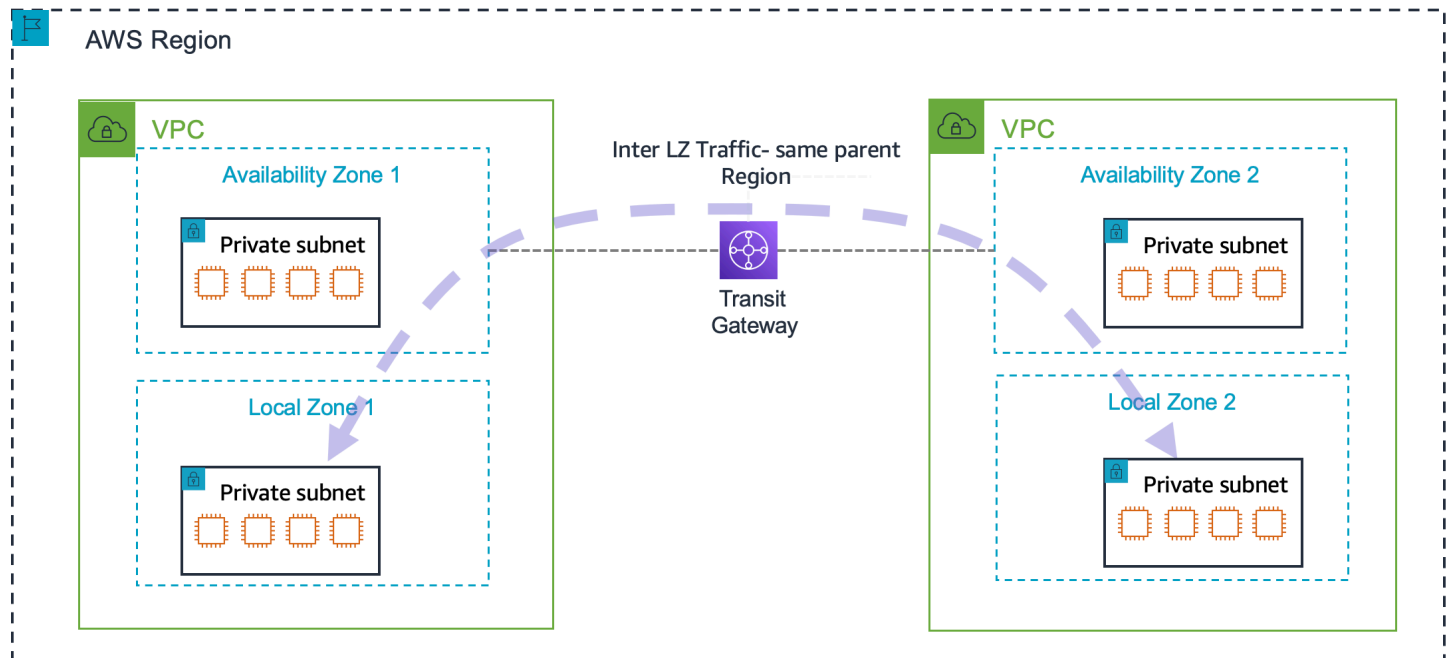 AWS Region
VPC
Availability Zone 1
Private subnet
Local Zone 1
Private subnet
Inter LZ Traffic- same parent
Region
Transit
Gateway
VPC
Availability Zone 2
Private subnet
Local Zone 2
Private subnet